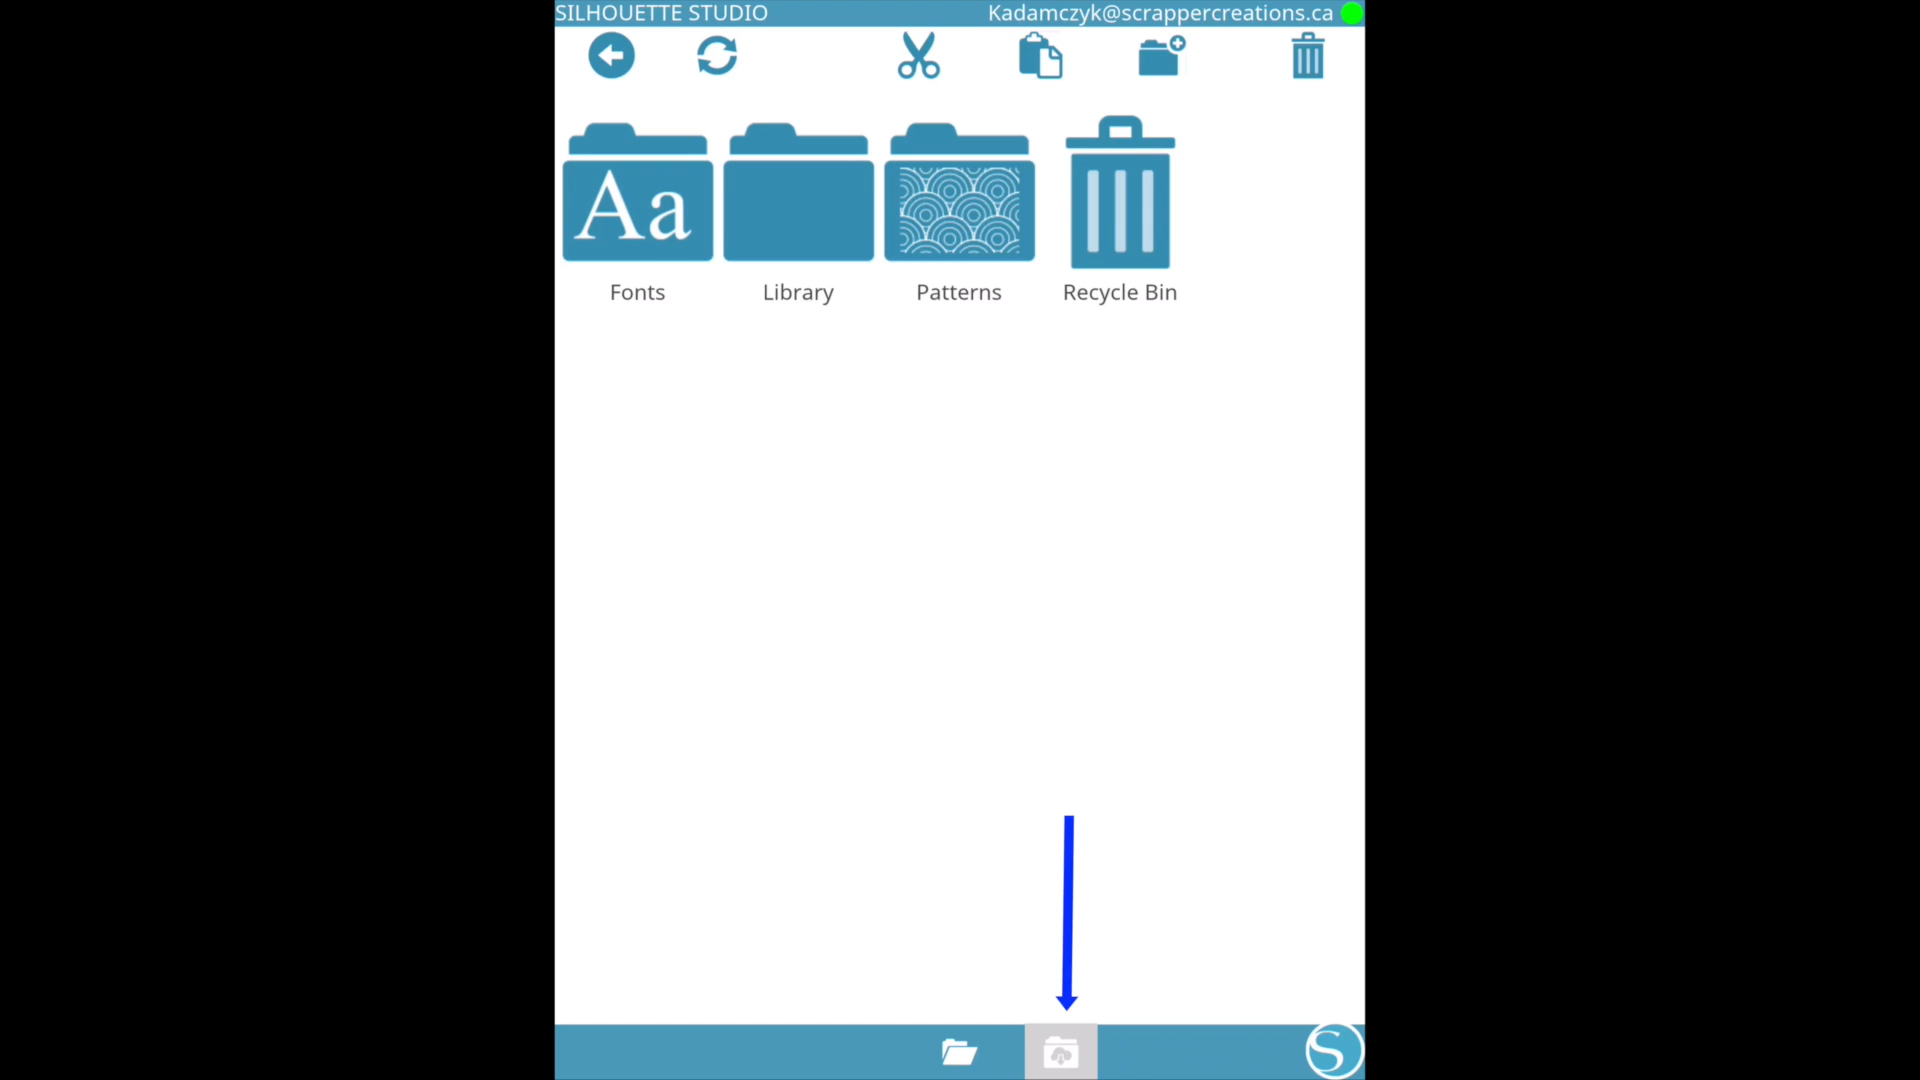 SILHOUETTE STUDIO Kadamczyk@scrappercreations.ca
Aa
Fonts Library Patterns Recycle Bin
S